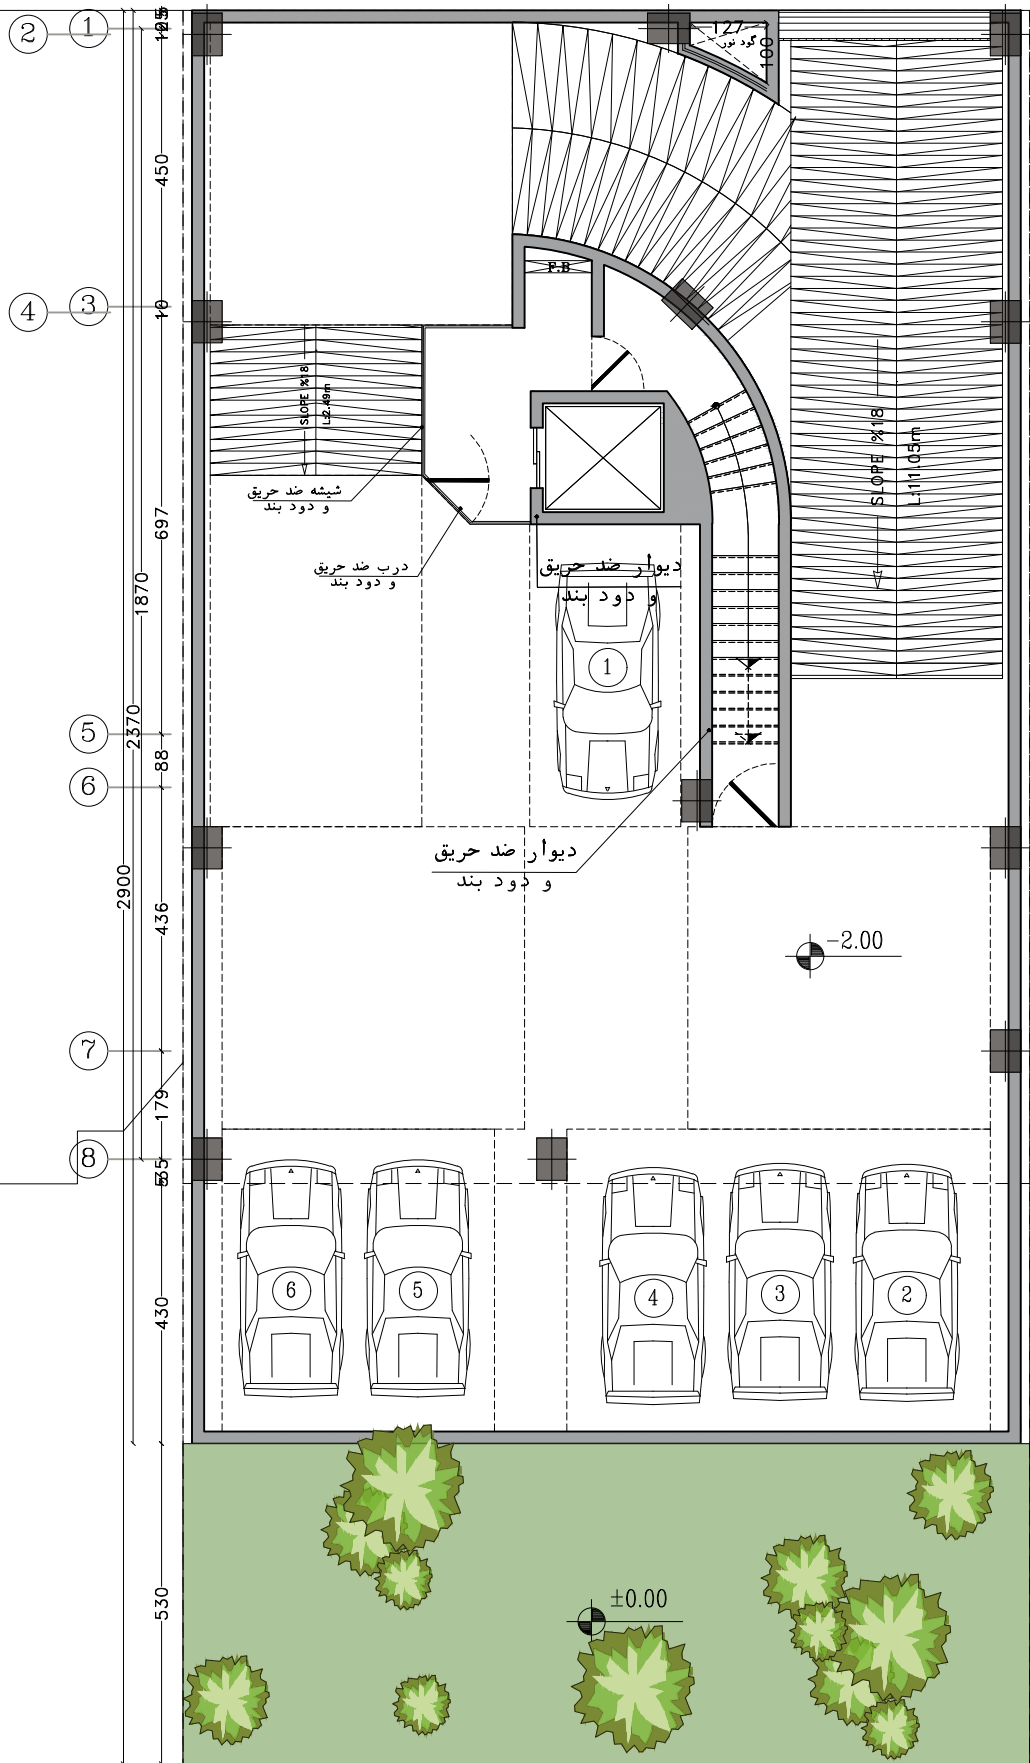 2
1
127
گود نور
100
450
F.B
4
3
10
SLOPE %18
L:2.49m
SLOPE %18
L:11.05m
شیشه ضد حریق
و دود بند
697
درب ضد حریق
و دود بند
دیوار ضد حریق
و دود بند
1870
1
5
2370
88
6
دیوار ضد حریق
و دود بند
2900
436
-2.00
7
179
8
6
5
4
3
2
430
530
±0.00